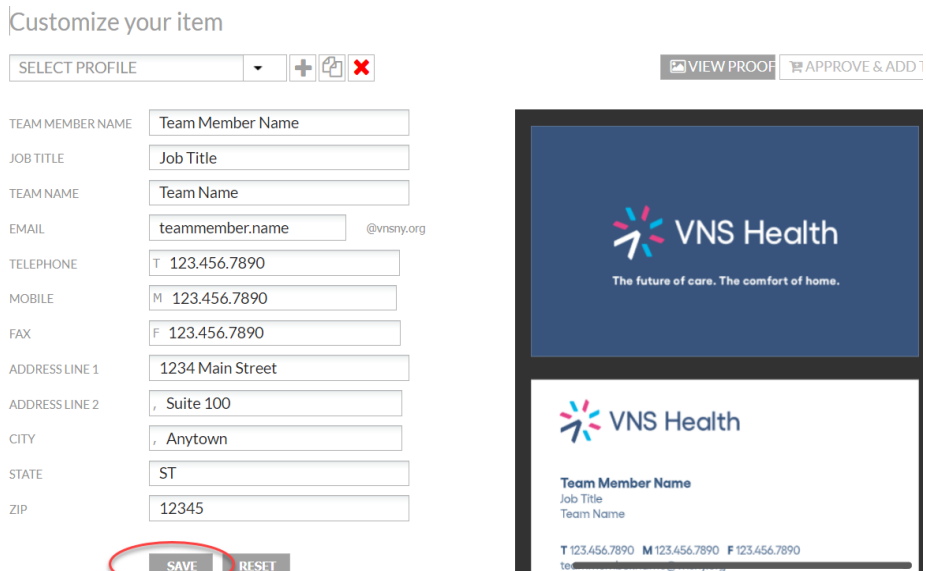 Customize your item
SELECT PROFILE
VIEW PROOF APPROVE & ADD
TEAM MEMBER NAME Team Member Name
JOB TITLE Job Title
TEAM NAME Team Name
EMAIL teammember.name @vnsny.org
TELEPHONE T 123.456.7890
MOBILE M 123.456.7890
FAX F 123.456.7890
ADDRESS LINE 1 1234 Main Street
ADDRESS LINE 2 , Suite 100
CITY , Anytown
STATE ST
ZIP 12345
SAVE RESET
VNS Health
The future of care. The comfort of home.
VNS Health
Team Member Name
Job Title
Team Name
T 123.456.7890 M 123.456.7890 F 123.456.7890